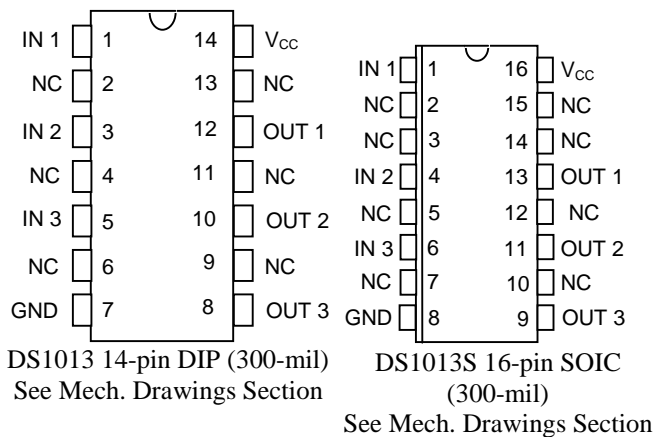 IN 1 1 14 VCC
NC 2 13 NC
IN 2 3 12 OUT 1
NC 4 11 NC
IN 3 5 10 OUT 2
NC 6 9 NC
GND 7 8 OUT 3
DS1013 14-pin DIP (300-mil)
See Mech. Drawings Section
IN 1 1 16 VCC
NC 2 15 NC
NC 3 14 NC
IN 2 4 13 OUT 1
NC 5 12 NC
IN 3 6 11 OUT 2
NC 7 10 NC
GND 8 9 OUT 3
DS1013S 16-pin SOIC
(300-mil)
See Mech. Drawings Section